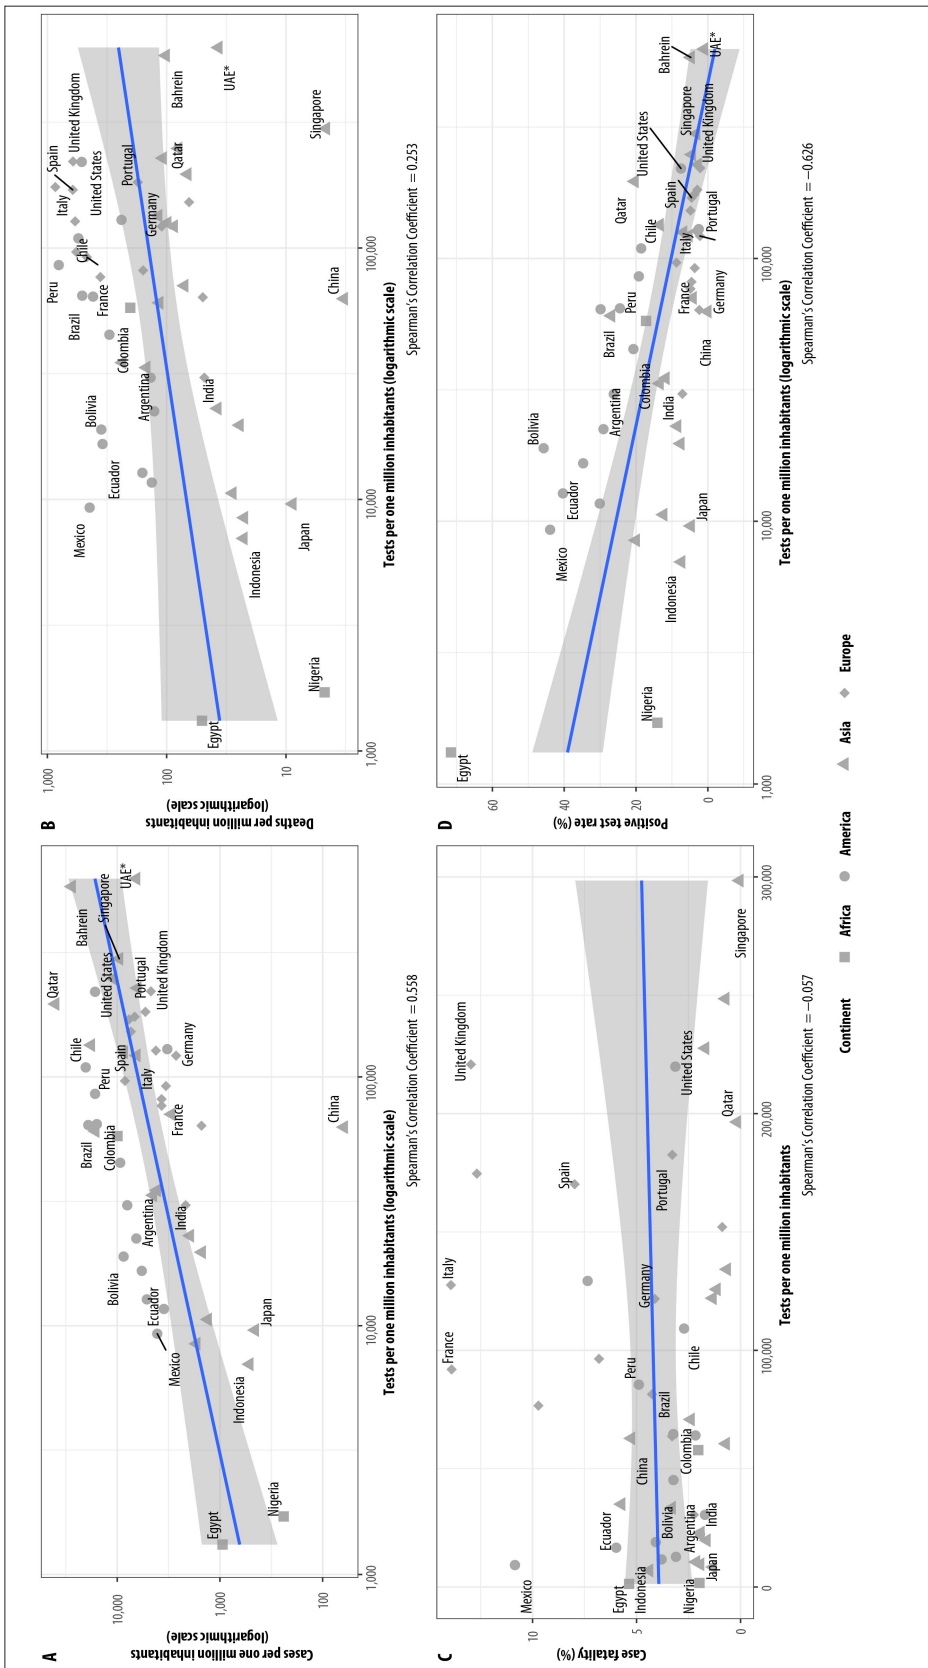 A
Cases per one million inhabitants
(logarithmic scale)
10,000
1,000
100
1,000
10,000
100,000
Egypt
Nigeria
Mexico
Ecuador
Bolivia
Indonesia
Japan
Argentina
India
Colombia
Brazil
Peru
Chile
Qatar
China
France
Italy
Spain
Germany
United States
Portugal
United Kingdom
Singapore
Bahrein
UAE*
Tests per one million inhabitants (logarithmic scale)
Spearman's Correlation Coefficient = 0.558
B
Deaths per million inhabitants
(logarithmic scale)
1,000
100
10
1,000
10,000
100,000
Egypt
Nigeria
Mexico
Ecuador
Bolivia
Indonesia
Japan
Argentina
India
Colombia
Brazil
France
Peru
Chile
China
Italy
Spain
Germany
United States
Portugal
United Kingdom
Qatar
Singapore
Bahrein
UAE*
Tests per one million inhabitants (logarithmic scale)
Spearman's Correlation Coefficient = 0.253
C
Case fatality (%)
10
5
0
0
100,000
200,000
300,000
Mexico
Egypt
Ecuador
Indonesia
Nigeria
Japan
Bolivia
Argentina
India
China
Colombia
Brazil
Peru
Chile
France
Italy
Germany
Spain
Portugal
United Kingdom
United States
Qatar
Singapore
Tests per one million inhabitants
Spearman's Correlation Coefficient = −0.057
D
Positive test rate (%)
60
40
20
0
1,000
10,000
100,000
Egypt
Nigeria
Mexico
Ecuador
Bolivia
Indonesia
Japan
Argentina
India
Colombia
Brazil
Peru
China
France
Germany
Chile
Qatar
Italy
Portugal
Spain
United States
Singapore
United Kingdom
Bahrein
UAE*
Tests per one million inhabitants (logarithmic scale)
Spearman's Correlation Coefficient = −0.626
Continent
Africa
America
Asia
Europe